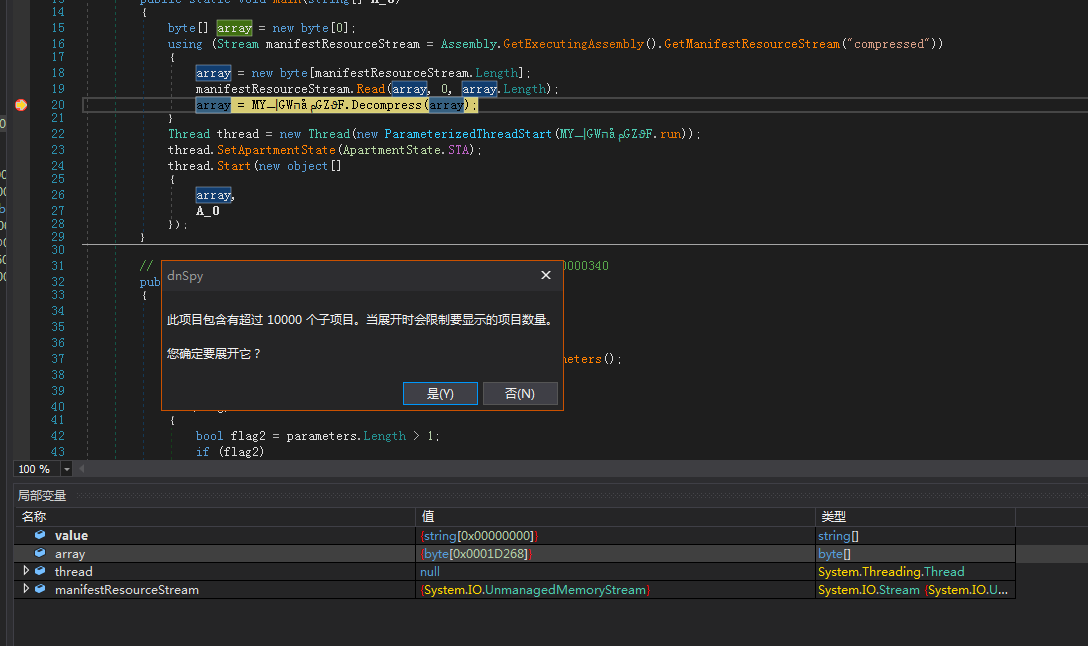 13 public static void main(string[] A_0)
14 {
15 byte[] array = new byte[0];
16 using (Stream manifestResourceStream = Assembly.GetExecutingAssembly().GetManifestResourceStream("compressed"))
17 {
18 array = new byte[manifestResourceStream.Length];
19 manifestResourceStream.Read(array, 0, array.Length);
20 array = .Decompress(array);
21 }
22 Thread thread = new Thread(new ParameterizedThreadStart(.run));
23 thread.SetApartmentState(ApartmentState.STA);
24 thread.Start(new object[]
25 {
26 array,
27 A_0
28 });
29 }
30
31 // 0000340
32 pub
33 {
34
35
36
37 meters();
38
39
40
41 {
42 bool flag2 = parameters.Length > 1;
43 if (flag2)
dnSpy
此项目包含有超过 10000 个子项目。当展开时会限制要显示的项目数量。
您确定要展开它？
是(Y) 否(N)
100 %
局部变量
名称 值 类型
value {string[0x00000000]} string[]
array {byte[0x0001D268]} byte[]
thread null System.Threading.Thread
manifestResourceStream {System.IO.UnmanagedMemoryStream} System.IO.Stream {System.IO.U...